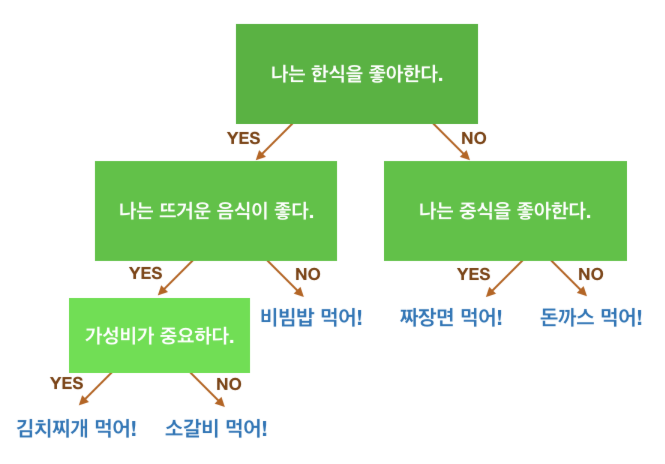 나는 한식을 좋아한다.
YES
NO
나는 뜨거운 음식이 좋다.
나는 중식을 좋아한다.
YES
NO
YES
NO
가성비가 중요하다.
비빔밥 먹어!
짜장면 먹어!
돈까스 먹어!
YES
NO
김치찌개 먹어!
소갈비 먹어!